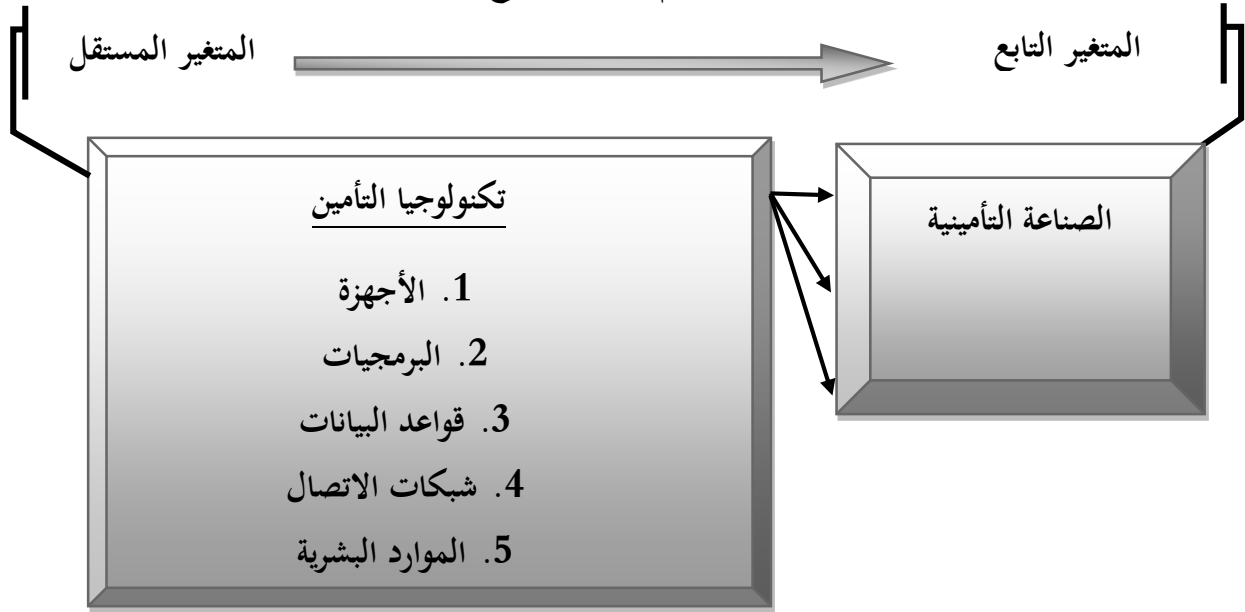 المتغير التابع
المتغير المستقل
تكنولوجيا التأمين
1. الأجهزة
2. البرمجيات
3. قواعد البيانات
4. شبكات الاتصال
5. الموارد البشرية
الصناعة التأمينية